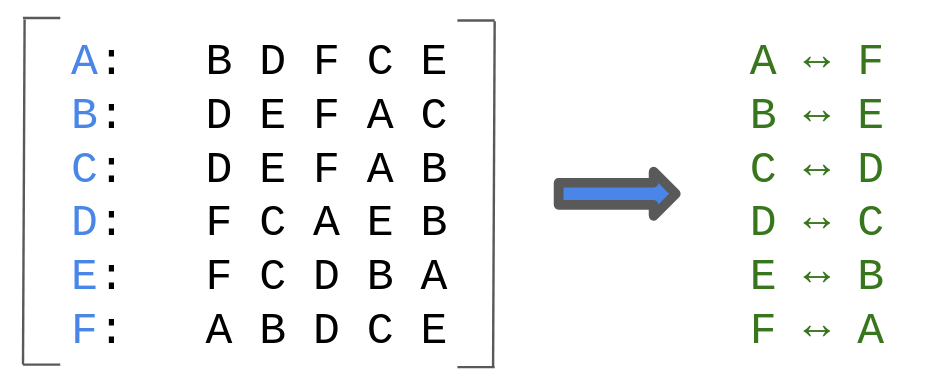 A: B D F C E
B: D E F A C
C: D E F A B
D: F C A E B
E: F C D B A
F: A B D C E
A ↔ F
B ↔ E
C ↔ D
D ↔ C
E ↔ B
F ↔ A